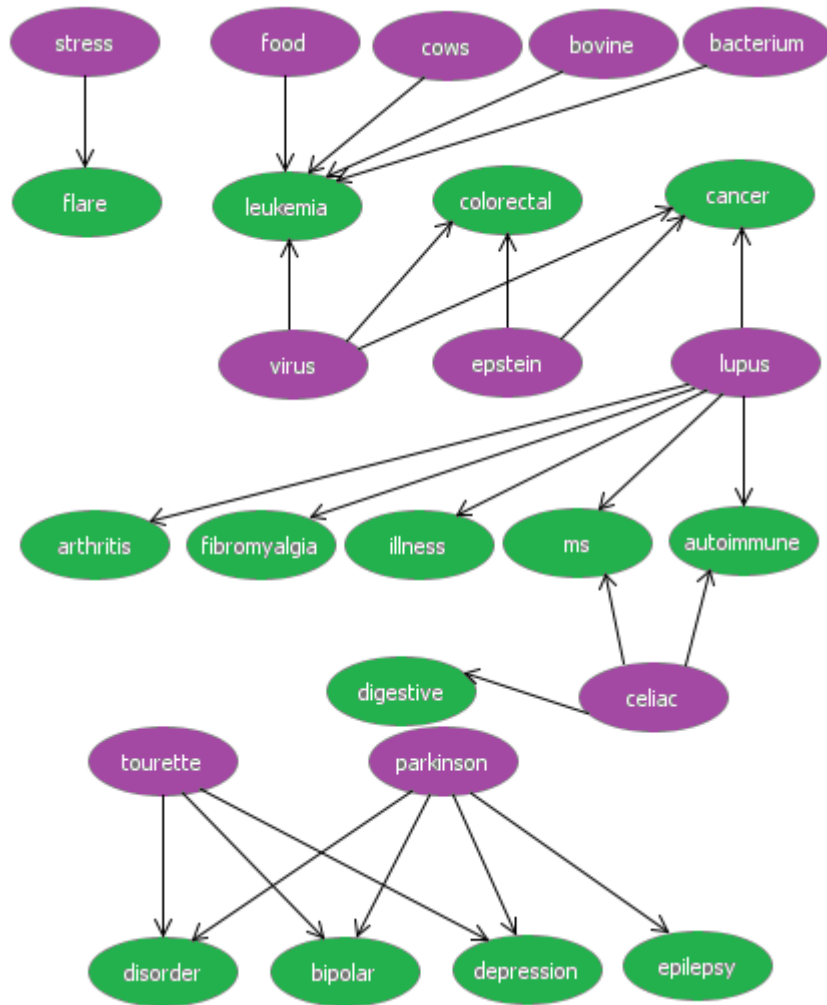 stress
food
cows
bovine
bacterium
flare
leukemia
colorectal
cancer
virus
epstein
lupus
arthritis
fibromyalgia
illness
ms
autoimmune
digestive
celiac
tourette
parkinson
disorder
bipolar
depression
epilepsy